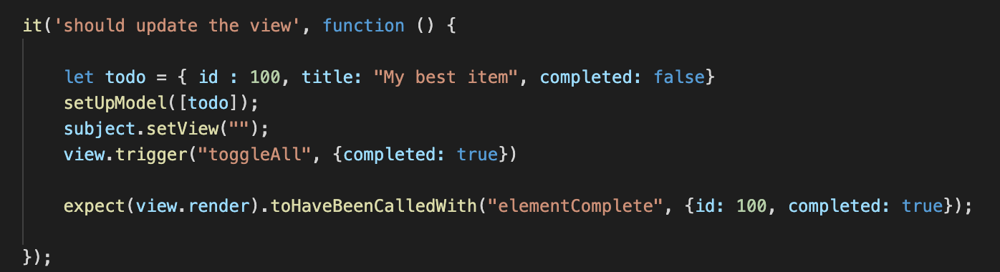 it('should update the view', function () {
let todo = { id : 100, title: "My best item", completed: false}
setUpModel([todo]);
subject.setView("");
view.trigger("toggleAll", {completed: true})
expect(view.render).toHaveBeenCalledWith("elementComplete", {id: 100, completed: true});
});